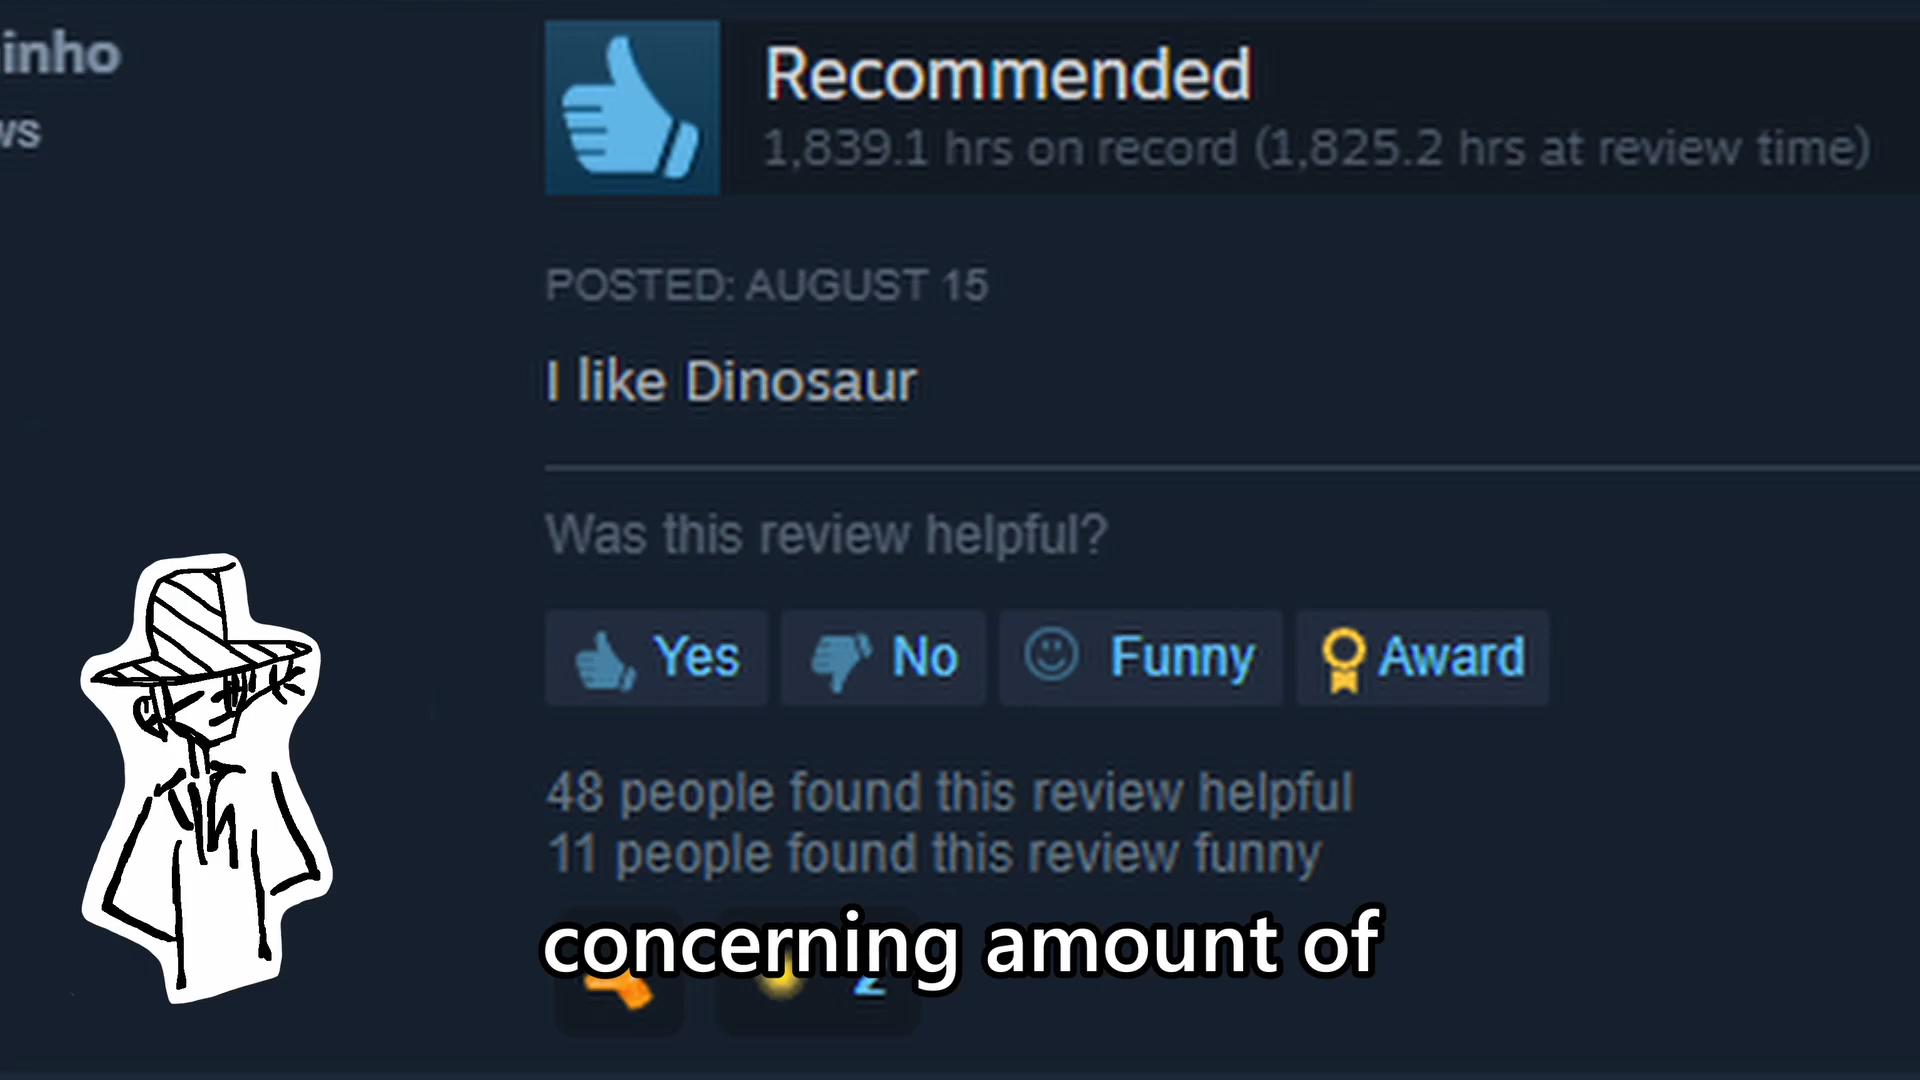 inho
ws
Recommended
1,839.1 hrs on record (1,825.2 hrs at review time)
POSTED: AUGUST 15
I like Dinosaur
Was this review helpful?
Yes
No
Funny
Award
48 people found this review helpful
11 people found this review funny
concerning amount of
2